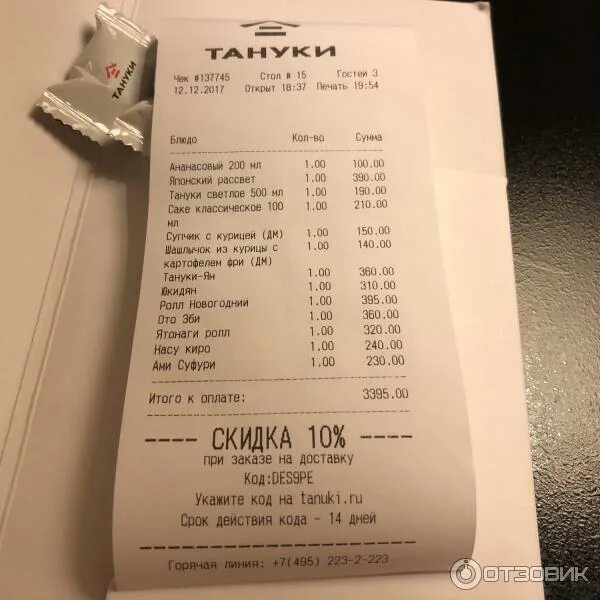 ТАНУКИ
ТАНУКИ
Чек #137745 Стол # 15 Гостей 3
12.12.2017 Открыт 18:37 Печать 19:54
Блюдо Кол-во Сумма
Ананасовый 200 мл 1.00 100.00
Японский рассвет 1.00 390.00
Тануки светлое 500 мл 1.00 190.00
Саке классическое 100 1.00 210.00
мл
Супчик с курицей (ДМ) 1.00 150.00
Шашлычок из курицы с 1.00 140.00
картофелем фри (ДМ)
Тануки-Ям 1.00 360.00
Юкидян 1.00 310.00
Ролл Новогодний 1.00 395.00
Ото Эби 1.00 360.00
Ятонаги ролл 1.00 320.00
Насу киро 1.00 240.00
Ами Суфури 1.00 230.00
Итого к оплате: 3395.00
---- СКИДКА 10% ----
при заказе на доставку
Код:DES9PE
Укажите код на tanuki.ru
Срок действия кода - 14 дней
Горячая линия: +7(495) 223-2-223
ОТЗОВИК